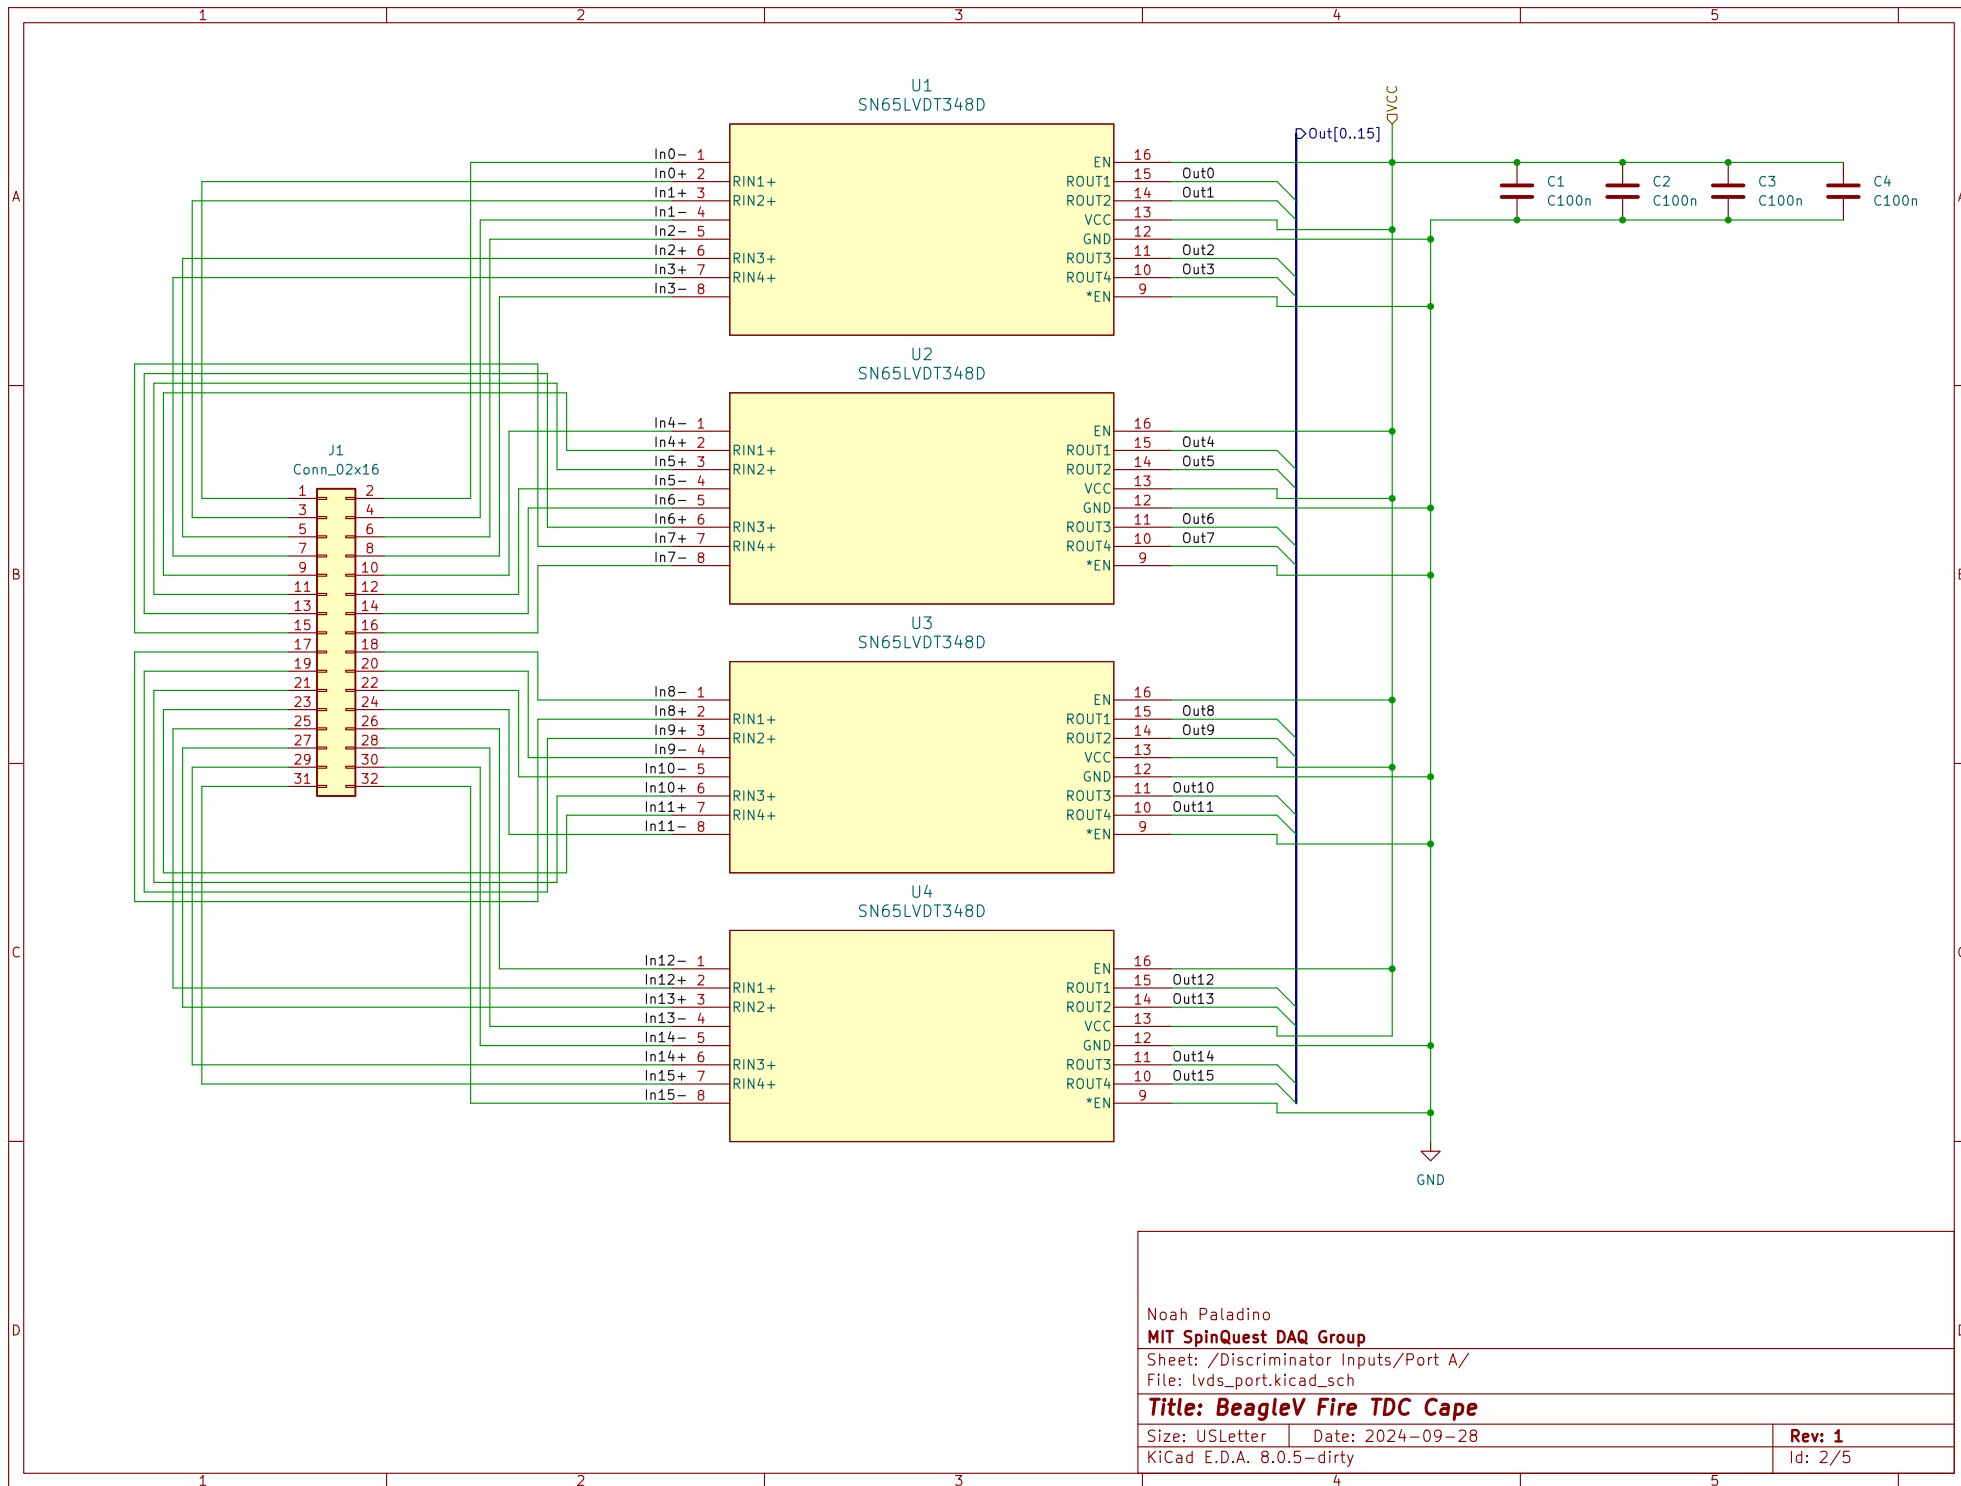 1 2 3 4 5
A
B
C
D
U1
SN65LVDT348D
In0- 1
In0+ 2 RIN1+
In1+ 3 RIN2+
In1- 4
In2- 5
In2+ 6 RIN3+
In3+ 7 RIN4+
In3- 8
EN 16
ROUT1 15 Out0
ROUT2 14 Out1
VCC 13
GND 12
ROUT3 11 Out2
ROUT4 10 Out3
*EN 9
Out[0..15]
VCC
C1
C100n
C2
C100n
C3
C100n
C4
C100n
U2
SN65LVDT348D
In4- 1
In4+ 2 RIN1+
In5+ 3 RIN2+
In5- 4
In6- 5
In6+ 6 RIN3+
In7+ 7 RIN4+
In7- 8
EN 16
ROUT1 15 Out4
ROUT2 14 Out5
VCC 13
GND 12
ROUT3 11 Out6
ROUT4 10 Out7
*EN 9
J1
Conn_02x16
1 2
3 4
5 6
7 8
9 10
11 12
13 14
15 16
17 18
19 20
21 22
23 24
25 26
27 28
29 30
31 32
U3
SN65LVDT348D
In8- 1
In8+ 2 RIN1+
In9+ 3 RIN2+
In9- 4
In10- 5
In10+ 6 RIN3+
In11+ 7 RIN4+
In11- 8
EN 16
ROUT1 15 Out8
ROUT2 14 Out9
VCC 13
GND 12
ROUT3 11 Out10
ROUT4 10 Out11
*EN 9
U4
SN65LVDT348D
In12- 1
In12+ 2 RIN1+
In13+ 3 RIN2+
In13- 4
In14- 5
In14+ 6 RIN3+
In15+ 7 RIN4+
In15- 8
EN 16
ROUT1 15 Out12
ROUT2 14 Out13
VCC 13
GND 12
ROUT3 11 Out14
ROUT4 10 Out15
*EN 9
GND
Noah Paladino
MIT SpinQuest DAQ Group
Sheet: /Discriminator Inputs/Port A/
File: lvds_port.kicad_sch
Title: BeagleV Fire TDC Cape
Size: USLetter Date: 2024-09-28 Rev: 1
KiCad E.D.A. 8.0.5-dirty Id: 2/5
1 2 3 4 5